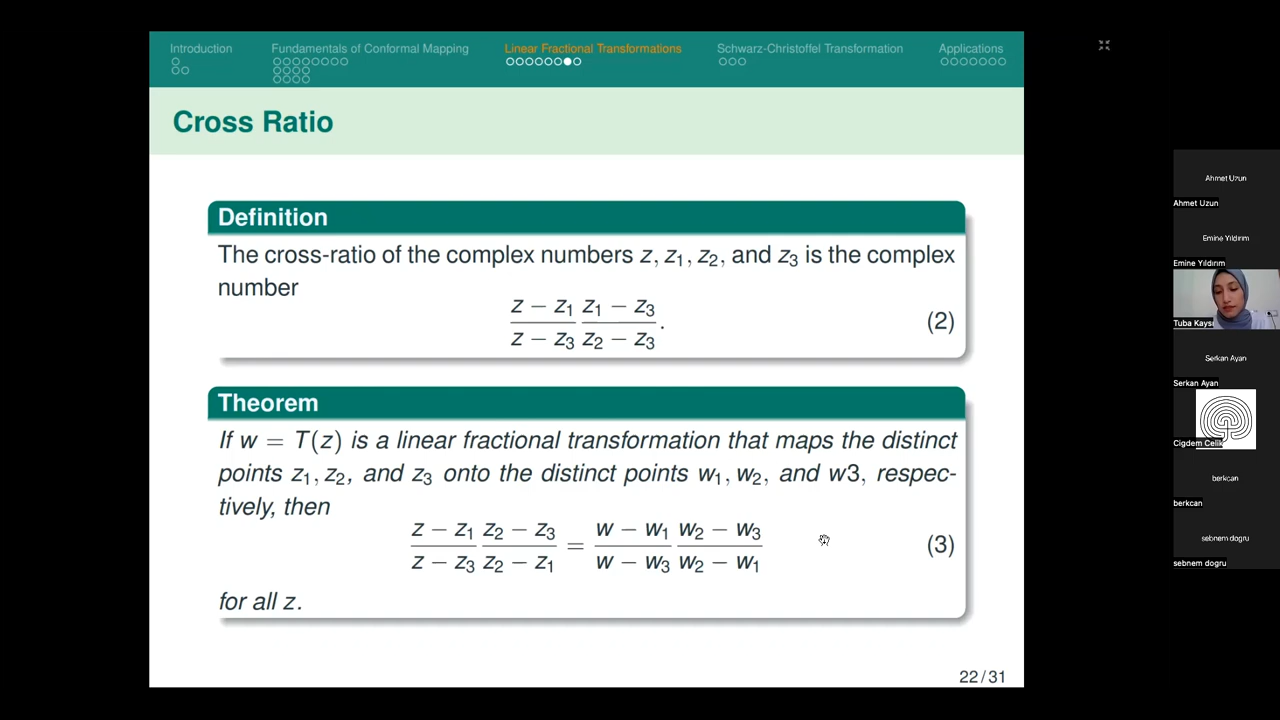 Introduction
Fundamentals of Conformal Mapping
Linear Fractional Transformations
Schwarz-Christoffel Transformation
Applications
Cross Ratio
Definition
The cross-ratio of the complex numbers z, z₁, z₂, and z₃ is the complex
number
z − z₁ z₁ − z₃
z − z₃ z₂ − z₃ . (2)
Theorem
If w = T(z) is a linear fractional transformation that maps the distinct
points z₁, z₂, and z₃ onto the distinct points w₁, w₂, and w3, respec-
tively, then
z − z₁ z₂ − z₃ = w − w₁ w₂ − w₃
z − z₃ z₂ − z₁ w − w₃ w₂ − w₁ (3)
for all z.
22 / 31
Ahmet Uzun
Ahmet Uzun
Emine Yıldırım
Emine Yıldırım
Tuba Kaysı
Serkan Ayan
Serkan Ayan
Cigdem Celik
berkcan
berkcan
sebnem dogru
sebnem dogru